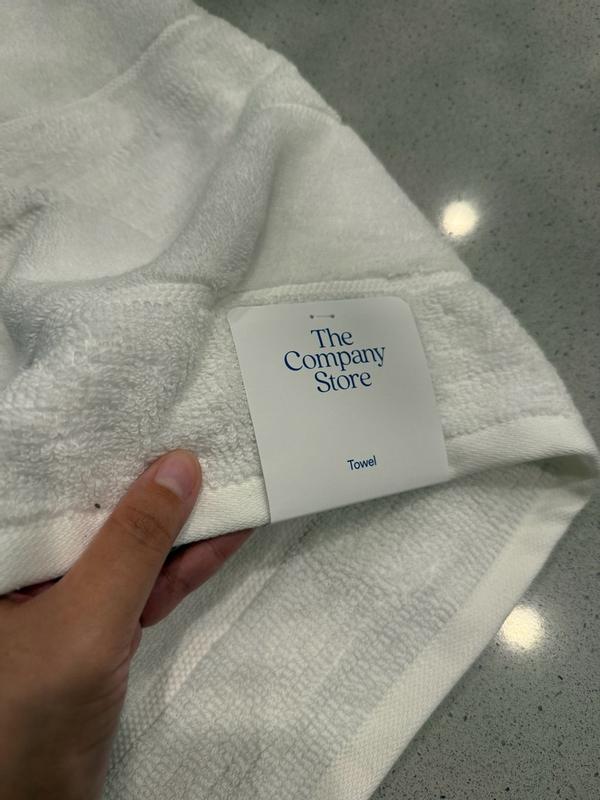 The
Company
Store
Towel